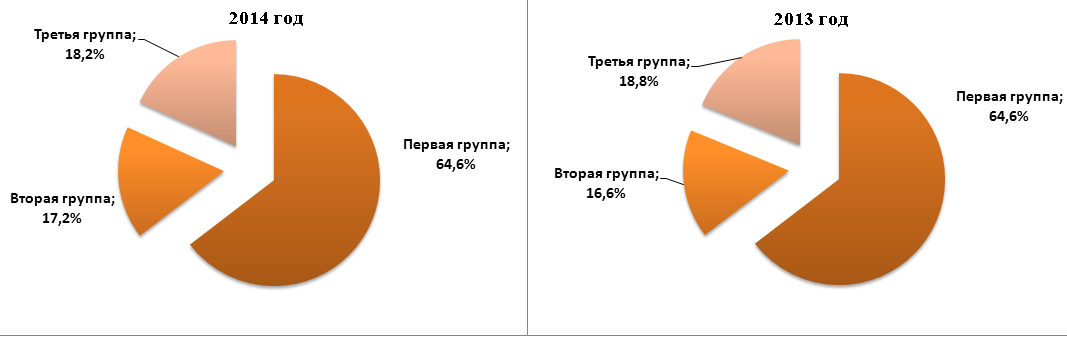 2014 год
Третья группа;
18,2%
Первая группа;
64,6%
Вторая группа;
17,2%
2013 год
Третья группа;
18,8%
Первая группа;
64,6%
Вторая группа;
16,6%